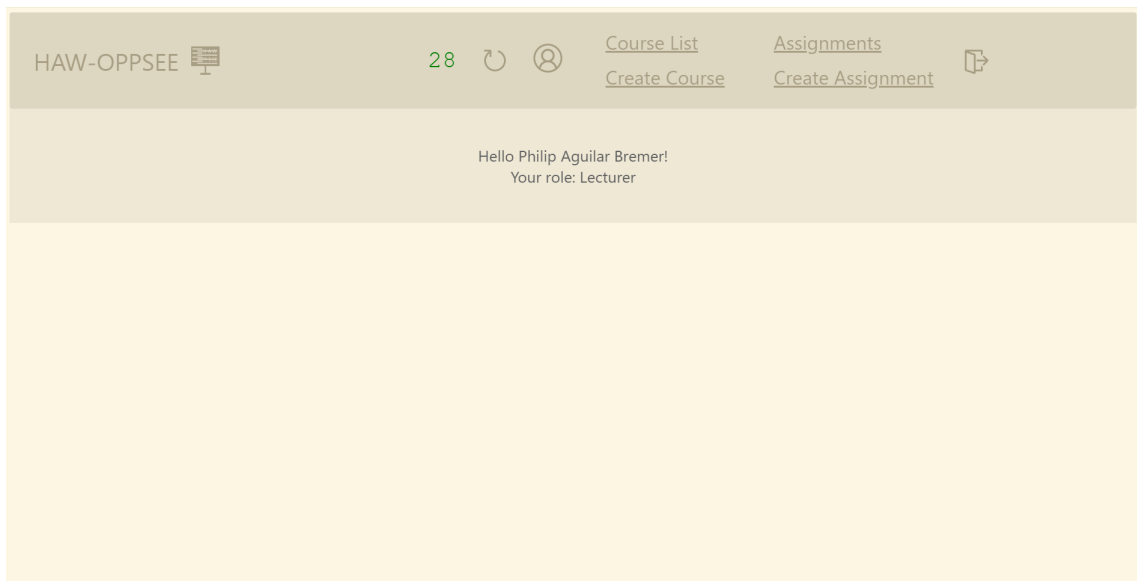 HAW-OPPSEE
28
Course List
Assignments
Create Course
Create Assignment
Hello Philip Aguilar Bremer!
Your role: Lecturer